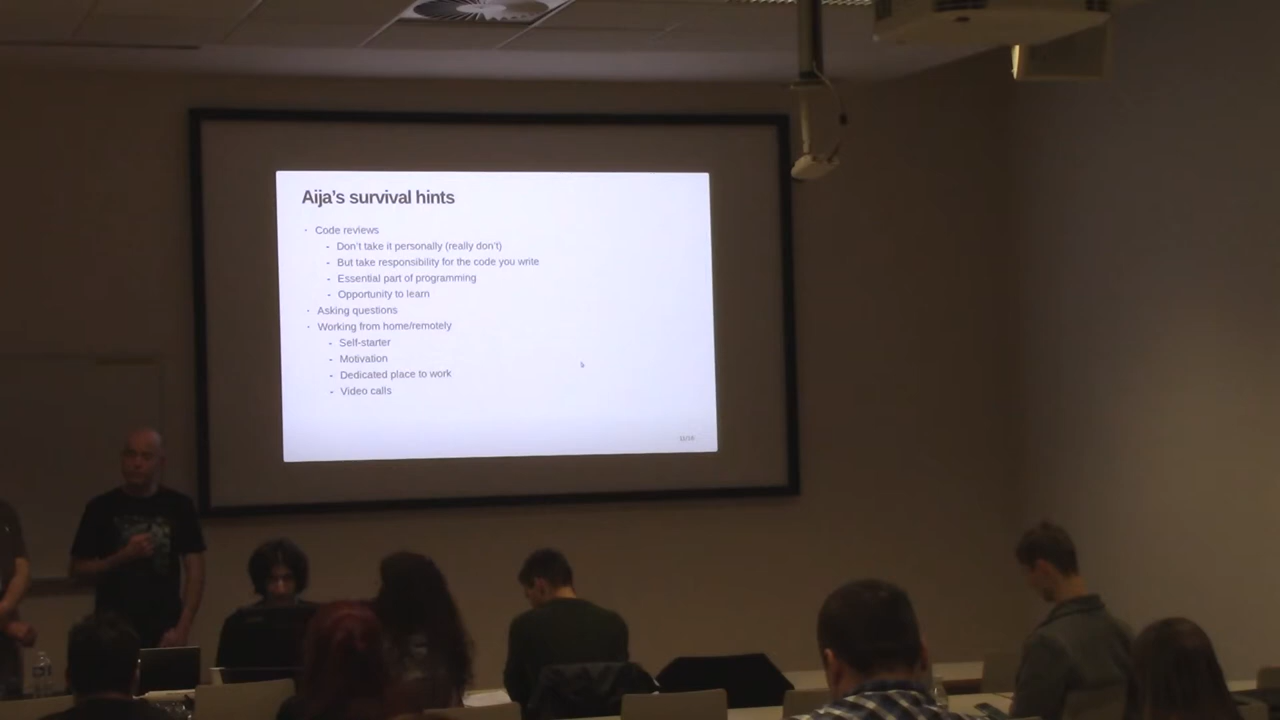 Aija's survival hints
· Code reviews
- Don't take it personally (really don't)
- But take responsibility for the code you write
- Essential part of programming
- Opportunity to learn
· Asking questions
· Working from home/remotely
- Self-starter
- Motivation
- Dedicated place to work
- Video calls